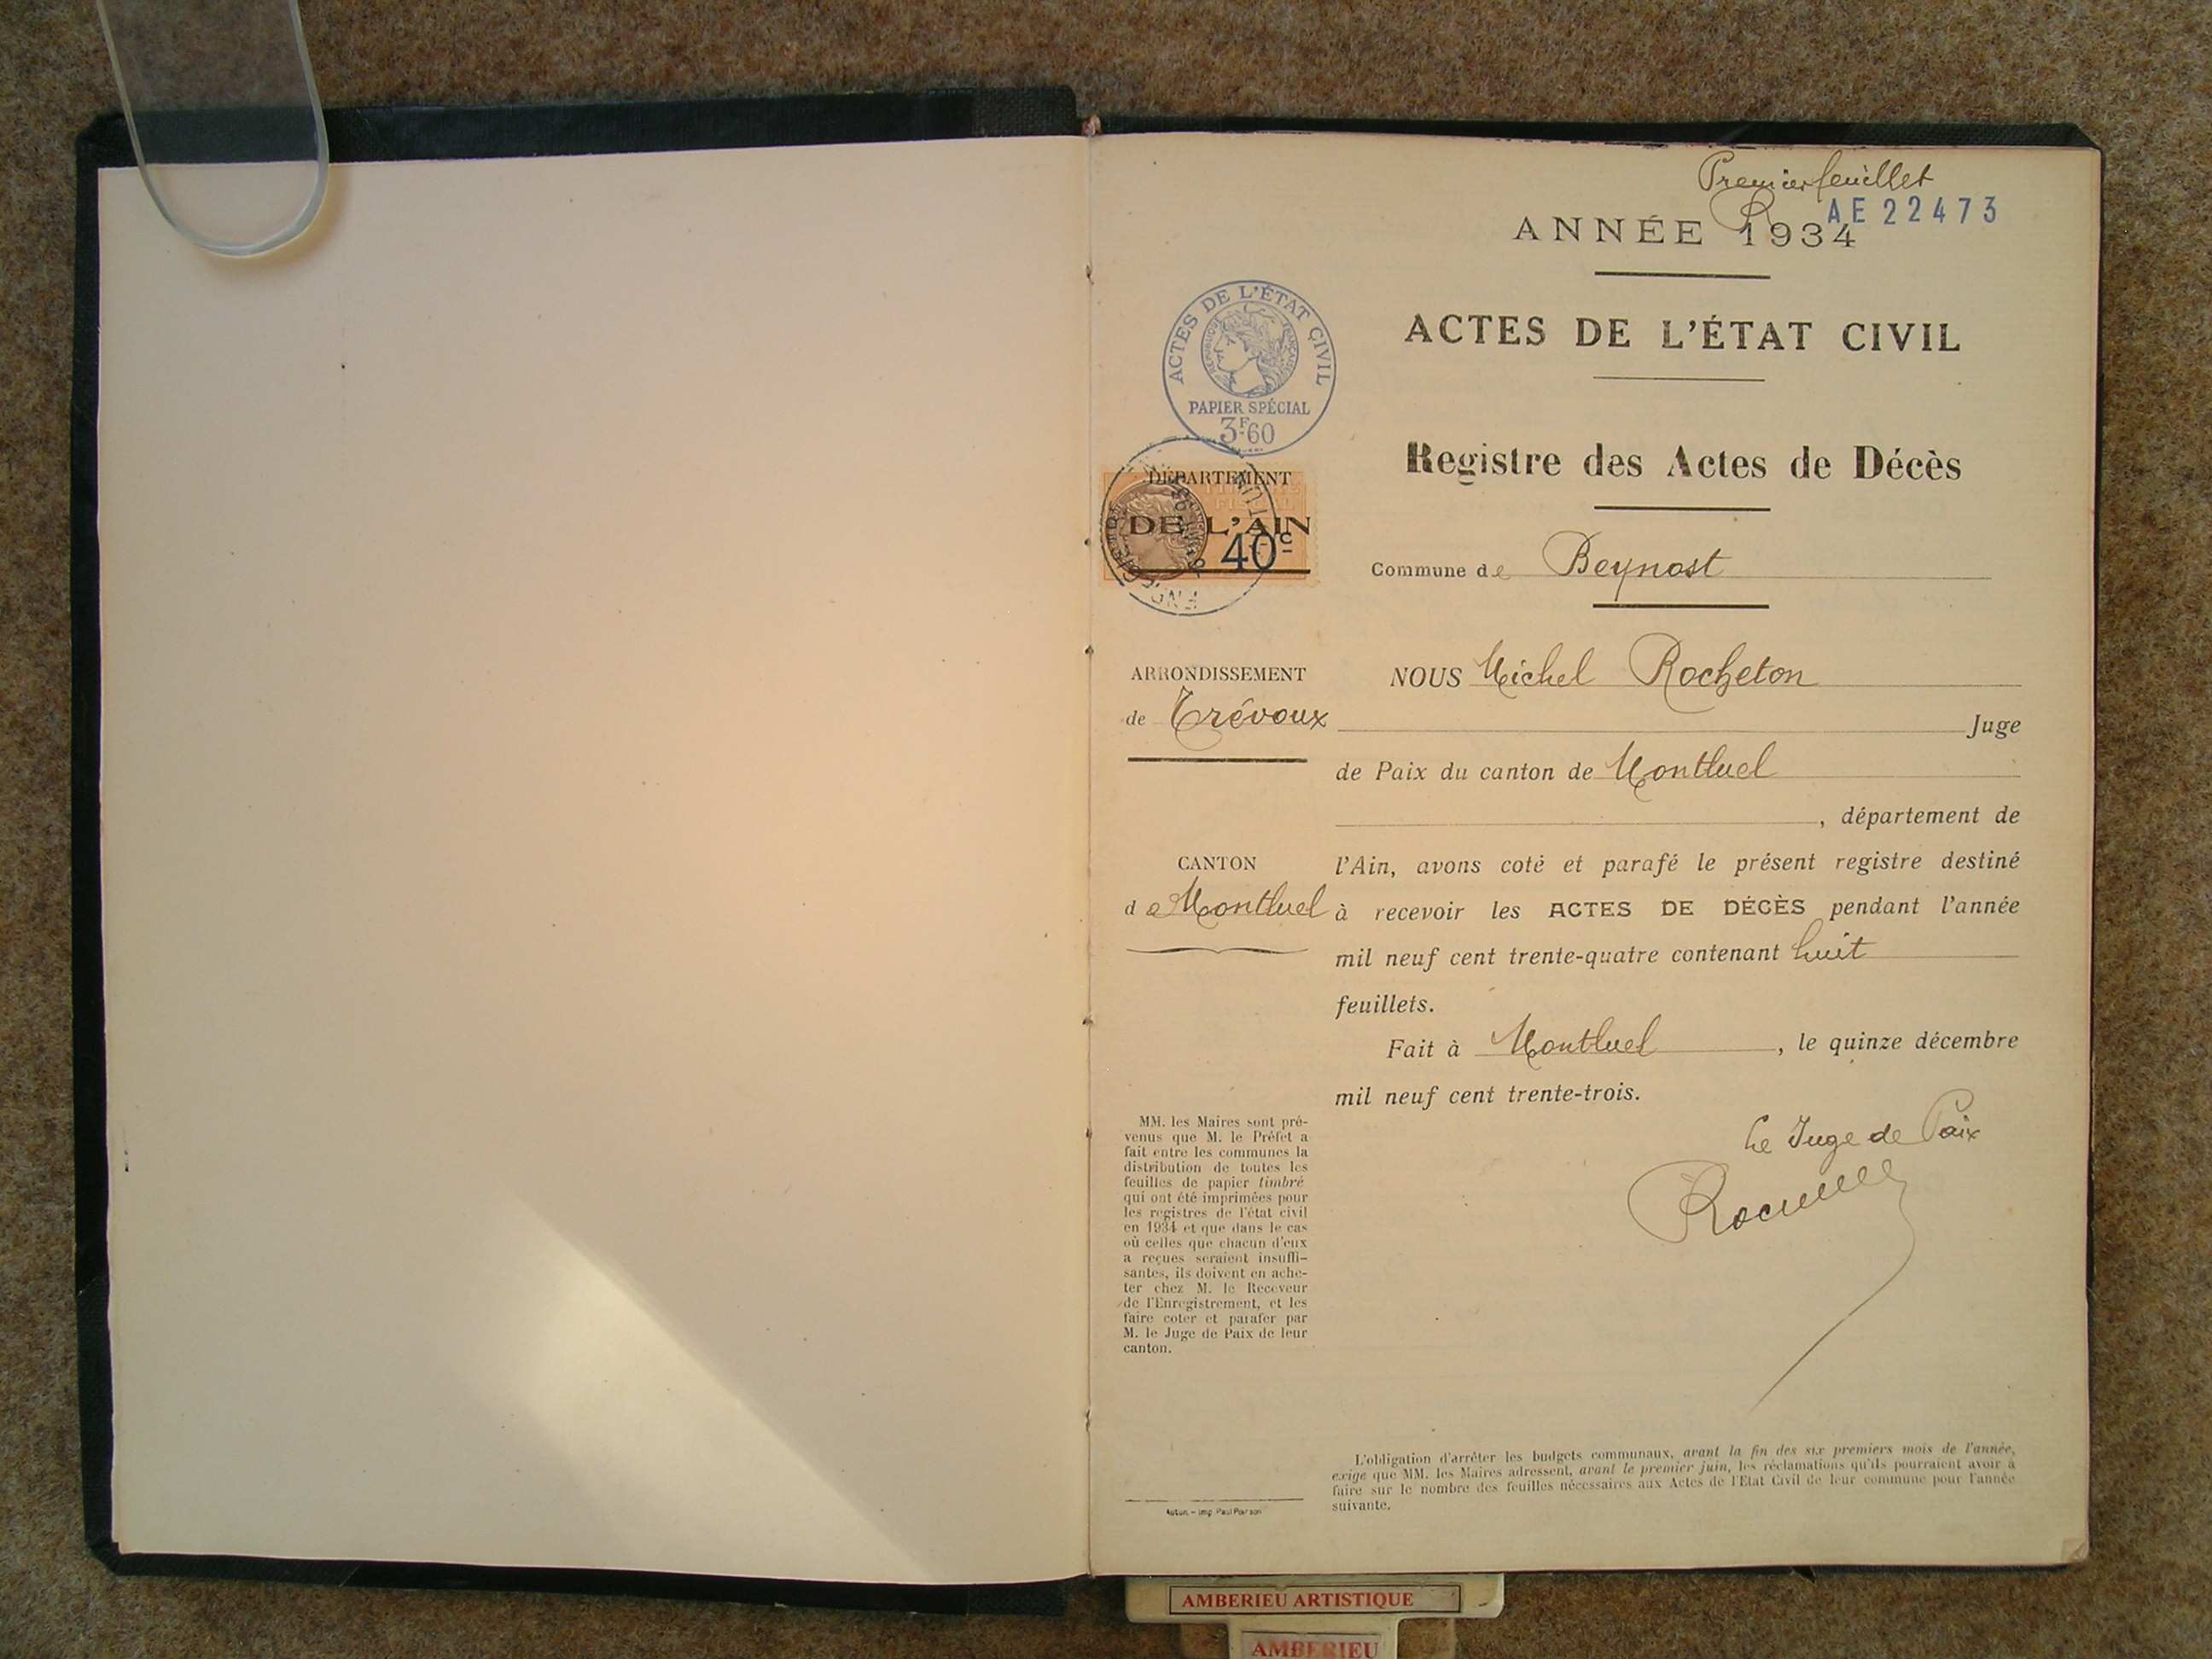 Premier feuillet
AE 22473
ANNÉE 1934
ACTES DE L'ÉTAT CIVIL
Registre des Actes de Décès
Commune de Beynost
ACTES DE L'ÉTAT CIVIL
RÉPUBLIQUE FRANÇAISE
PAPIER SPÉCIAL
3F60
DÉPARTEMENT
DE L'AIN
TIMBRE
FISCAL
40c
ARRONDISSEMENT
de Trévoux
CANTON
de Montluel
NOUS Michel Rocheton
Juge
de Paix du canton de Montluel
, département de
l'Ain, avons coté et parafé le présent registre destiné
à recevoir les ACTES DE DÉCÈS pendant l'année
mil neuf cent trente-quatre contenant huit
feuillets.
Fait à Montluel, le quinze décembre
mil neuf cent trente-trois.
Le Juge de Paix
MM. les Maires sont pré-
venus que M. le Préfet a
fait entre les communes la
distribution de toutes les
feuilles de papier timbré
qui ont été imprimées pour
les registres de l'état civil
en 1934 et que dans le cas
où celles que chacun d'eux
a reçues seraient insuffi-
santes, ils doivent en ache-
ter chez M. le Receveur
de l'Enregistrement, et les
faire coter et parafer par
M. le Juge de Paix de leur
canton.
L'obligation d'arrêter les budgets communaux, avant la fin des six premiers mois de l'année,
exige que MM. les Maires adressent, avant le premier juin, les réclamations qu'ils pourraient avoir à
faire sur le nombre des feuilles nécessaires aux Actes de l'Etat Civil de leur commune pour l'année
suivante.
Autun. – Imp. Paul
AMBERIEU ARTISTIQUE
AMBERIEU